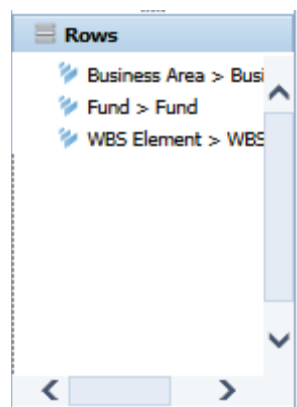 Rows
Business Area > Busi
Fund > Fund
WBS Element > WBS